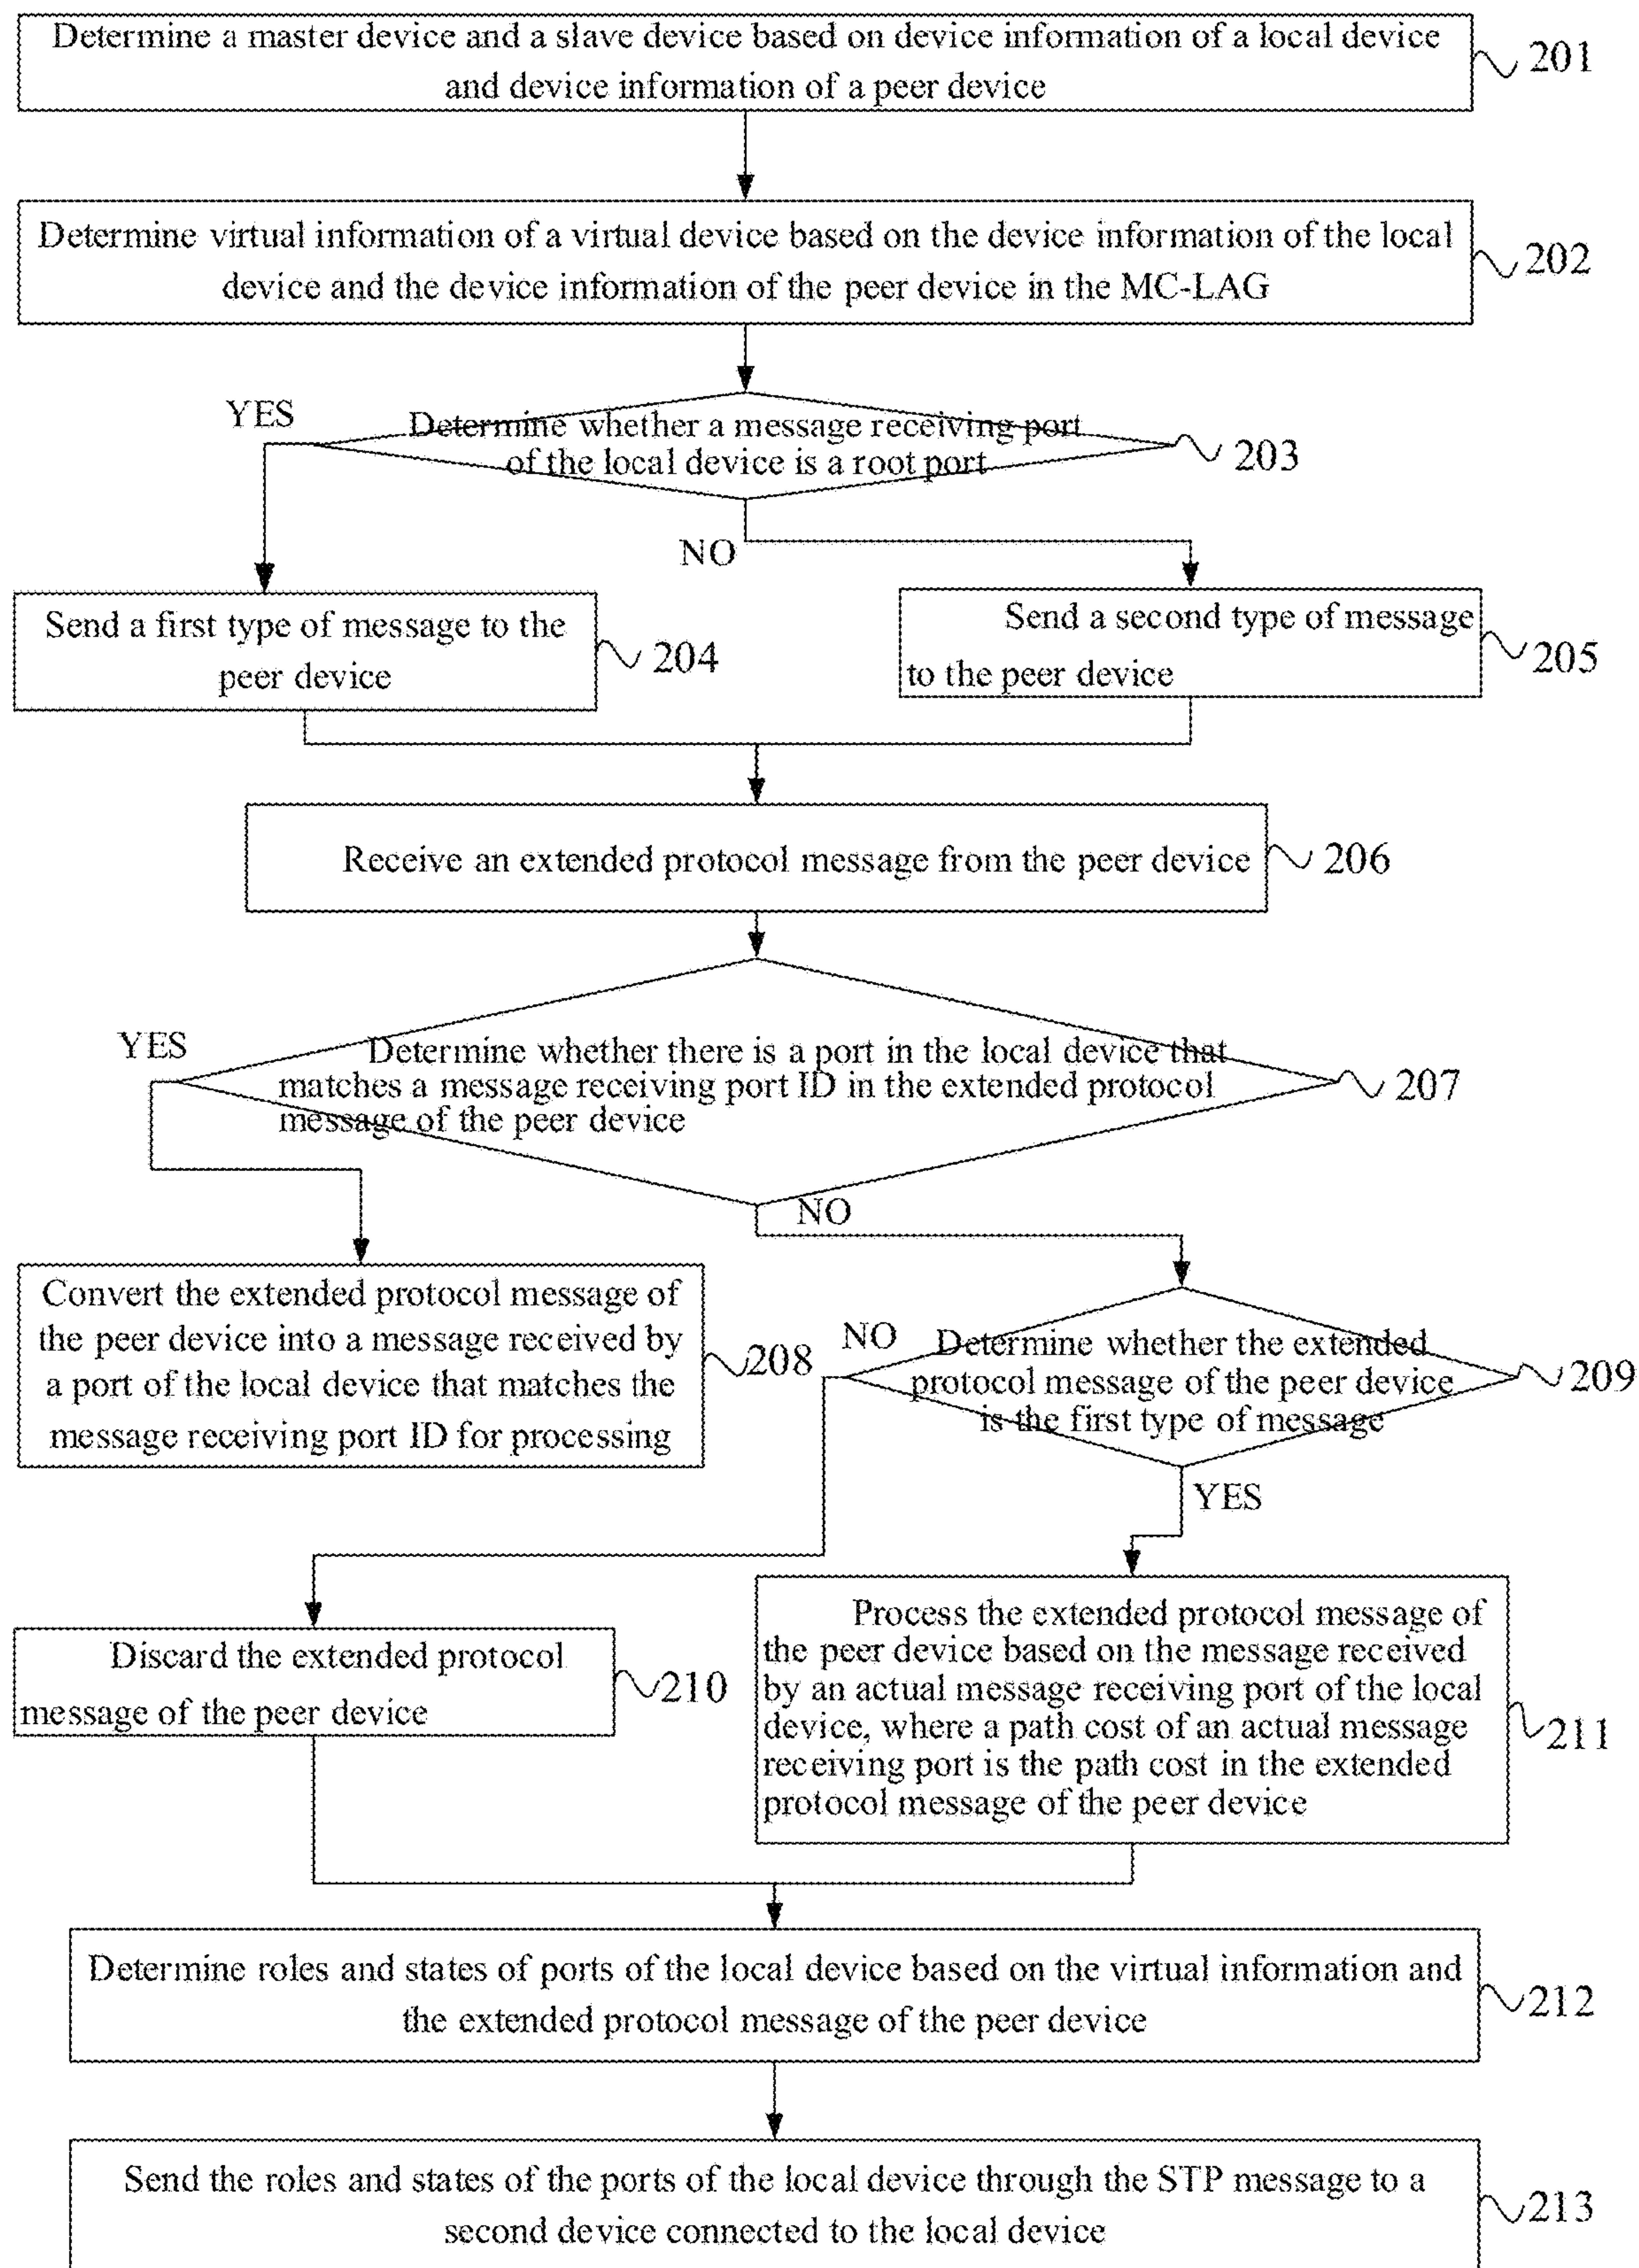 Determine a master device and a slave device based on device information of a local device
and device information of a peer device
201
Determine virtual information of a virtual device based on the device information of the local
device and the device information of the peer device in the MC-LAG
202
YES
Determine whether a message receiving port
of the local device is a root port
203
NO
Send a first type of message to the
peer device
204
Send a second type of message
to the peer device
205
Receive an extended protocol message from the peer device
206
YES
Determine whether there is a port in the local device that
matches a message receiving port ID in the extended protocol
message of the peer device
207
NO
Convert the extended protocol message of
the peer device into a message received by
a port of the local device that matches the
message receiving port ID for processing
208
NO
Determine whether the extended
protocol message of the peer device
is the first type of message
209
YES
Discard the extended protocol
message of the peer device
210
Process the extended protocol message of
the peer device based on the message received
by an actual message receiving port of the local
device, where a path cost of an actual message
receiving port is the path cost in the extended
protocol message of the peer device
211
Determine roles and states of ports of the local device based on the virtual information and
the extended protocol message of the peer device
212
Send the roles and states of the ports of the local device through the STP message to a
second device connected to the local device
213